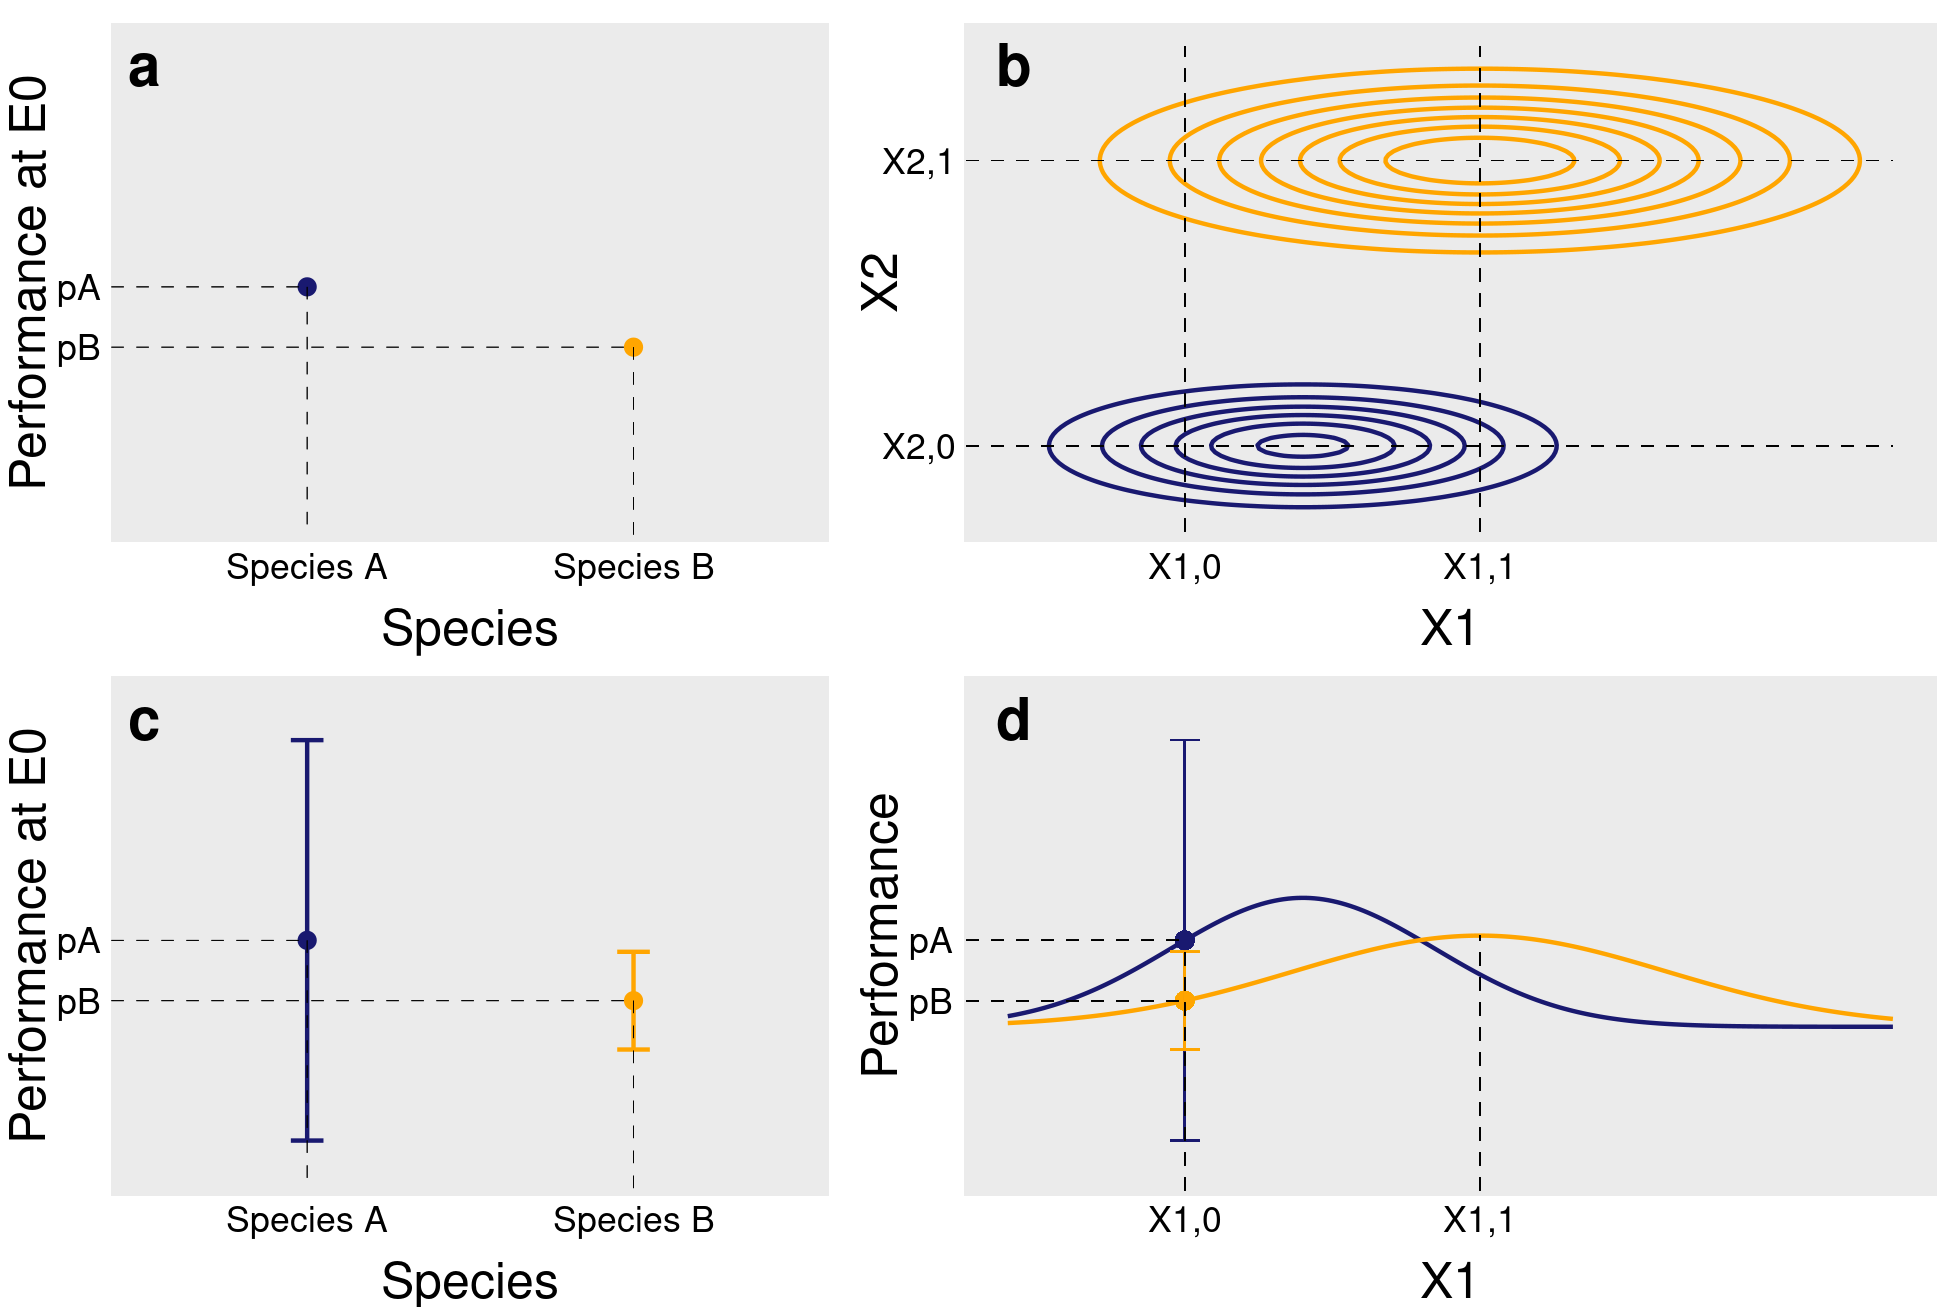 a
Performance at E0
pA
pB
Species A
Species B
Species
b
X2
X2,1
X2,0
X1,0
X1,1
X1
c
Performance at E0
pA
pB
Species A
Species B
Species
d
Performance
pA
pB
X1,0
X1,1
X1